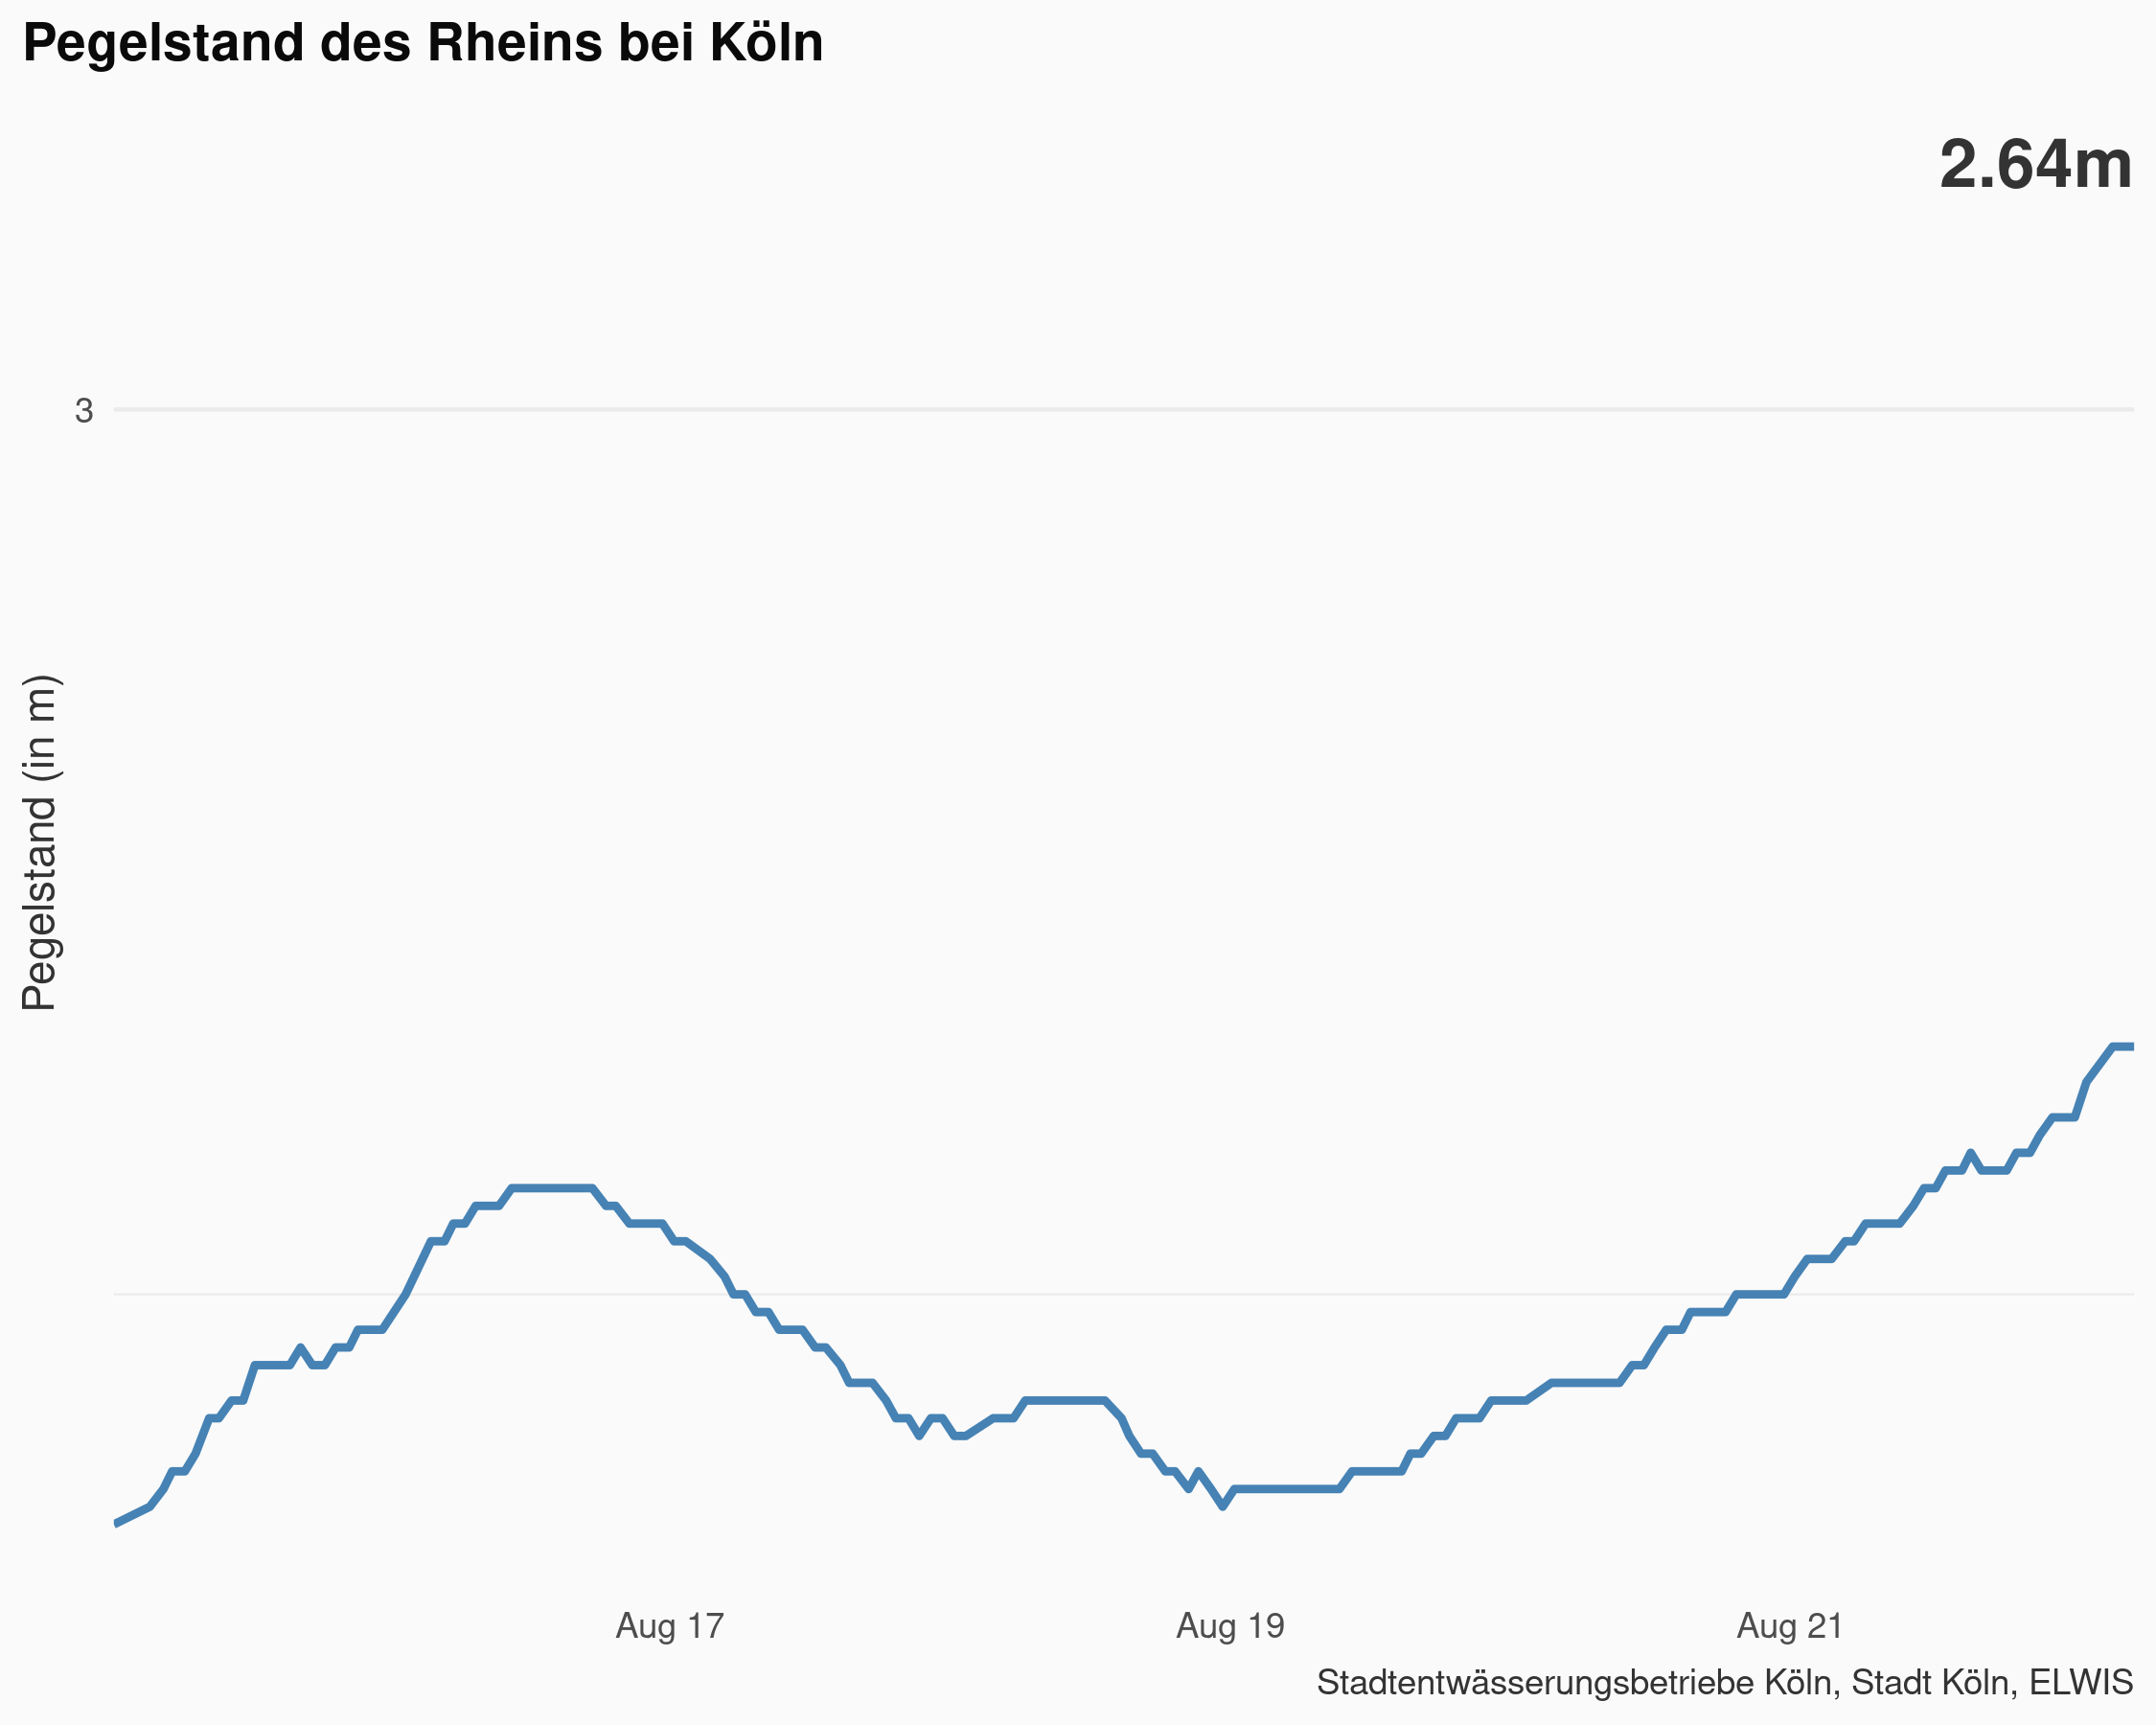 Pegelstand des Rheins bei Köln
2.64m
3
Pegelstand (in m)
Aug 17
Aug 19
Aug 21
Stadtentwässerungsbetriebe Köln, Stadt Köln, ELWIS